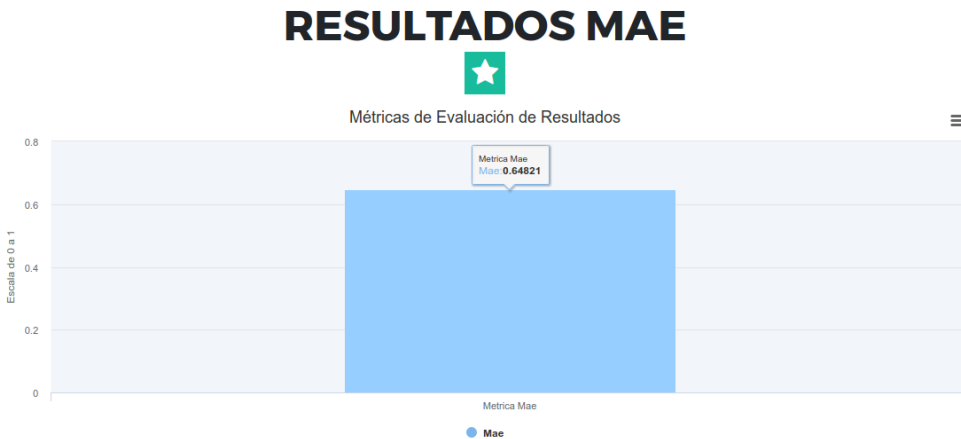 RESULTADOS MAE
Métricas de Evaluación de Resultados
0.8
Metrica Mae
Mae:0.64821
0.6
0.4
0.2
0
Escala de 0 a 1
Metrica Mae
Mae